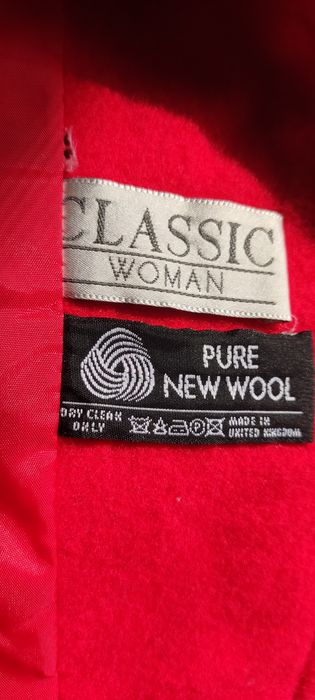 CLASSIC
WOMAN
PURE
NEW WOOL
DRY CLEAN
ONLY
MADE IN
UNITED KINGDOM